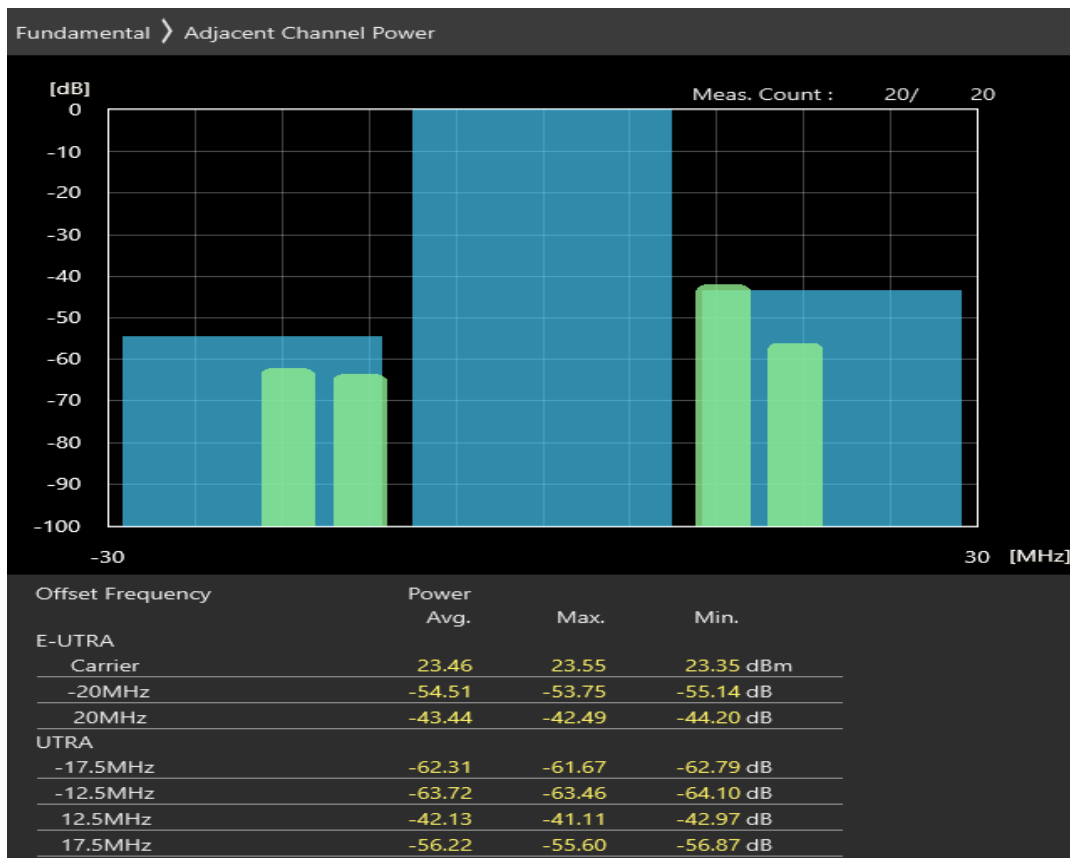 Fundamental 〉 Adjacent Channel Power
[dB]
Meas. Count : 20/ 20
0
-10
-20
-30
-40
-50
-60
-70
-80
-90
-100
-30 30 [MHz]
Offset Frequency Power
Avg. Max. Min.
E-UTRA
Carrier 23.46 23.55 23.35 dBm
-20MHz -54.51 -53.75 -55.14 dB
20MHz -43.44 -42.49 -44.20 dB
UTRA
-17.5MHz -62.31 -61.67 -62.79 dB
-12.5MHz -63.72 -63.46 -64.10 dB
12.5MHz -42.13 -41.11 -42.97 dB
17.5MHz -56.22 -55.60 -56.87 dB